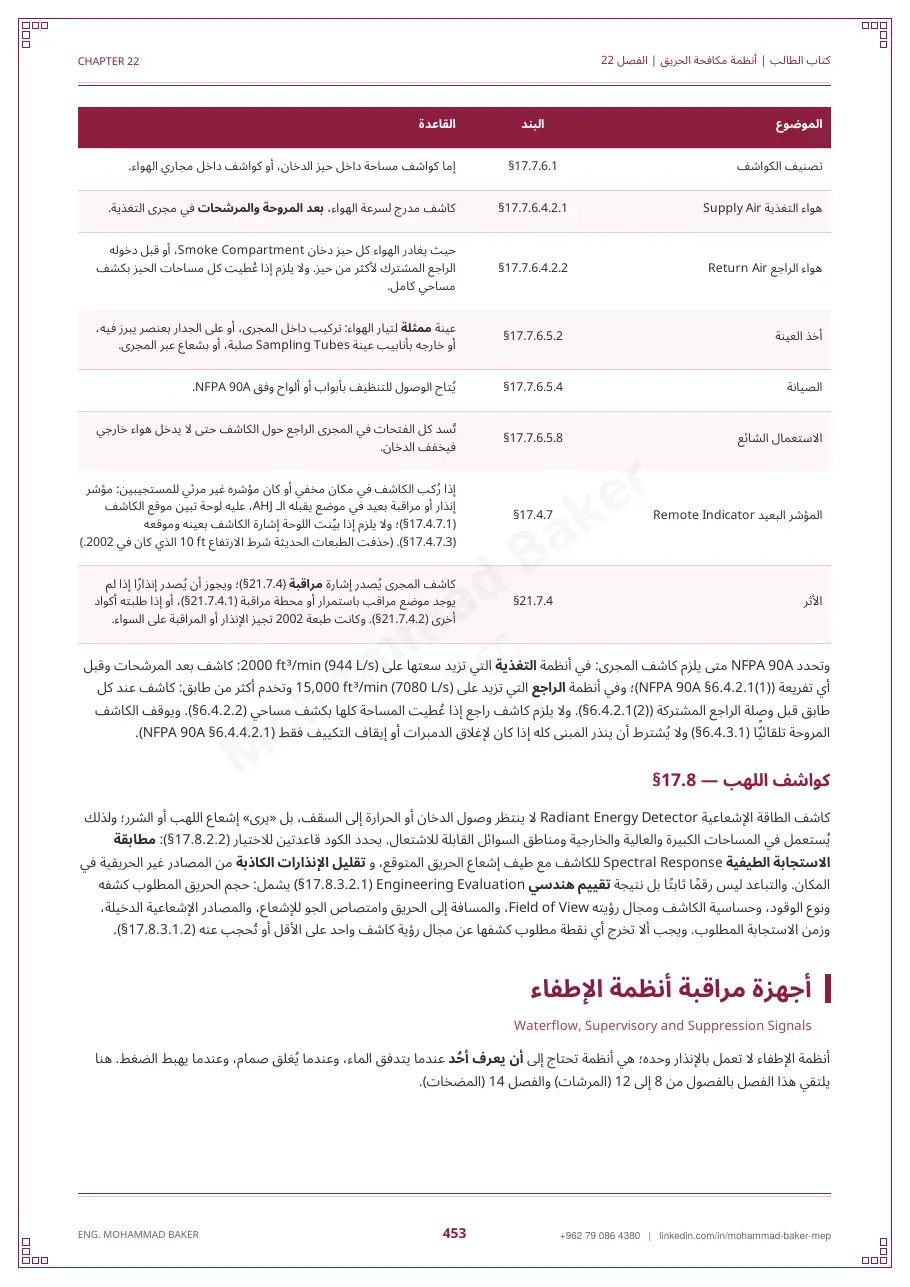 كتاب الطالب | أنظمة مكافحة الحريق | الفصل 22
CHAPTER 22
الموضوع البند القاعدة
تصنيف الكواشف §17.7.6.1 إما كواشف مساحة داخل حيز الدخان، أو كواشف داخل مجاري الهواء.
هواء التغذية Supply Air §17.7.6.4.2.1 كاشف مدرج لسرعة الهواء، بعد المروحة والمرشحات في مجرى التغذية.
هواء الراجع Return Air §17.7.6.4.2.2 حيث يغادر الهواء كل حيز دخان Smoke Compartment، أو قبل دخوله
الراجع المشترك لأكثر من حيز. ولا يلزم إذا غُطيت كل مساحات الحيز بكشف
مساحي كامل.
أخذ العينة §17.7.6.5.2 عينة ممثلة لتيار الهواء: تركيب داخل المجرى، أو على الجدار بعنصر يبرز فيه،
أو خارجه بأنابيب عينة Sampling Tubes صلبة، أو بشعاع عبر المجرى.
الصيانة §17.7.6.5.4 يُتاح الوصول للتنظيف بأبواب أو ألواح وفق NFPA 90A.
الاستعمال الشائع §17.7.6.5.8 تُسد كل الفتحات في المجرى الراجع حول الكاشف حتى لا يدخل هواء خارجي
فيخفف الدخان.
المؤشر البعيد Remote Indicator §17.4.7 إذا رُكب الكاشف في مكان مخفي أو كان مؤشره غير مرئي للمستجيبين: مؤشر
إنذار أو مراقبة بعيد في موضع يقبله الـ AHJ، عليه لوحة تبين موقع الكاشف
(§17.4.7.1)؛ ولا يلزم إذا بيّنت اللوحة إشارة الكاشف بعينه وموقعه
(§17.4.7.3). (حذفت الطبعات الحديثة شرط الارتفاع 10 ft الذي كان في 2002.)
الأثر §21.7.4 كاشف المجرى يُصدر إشارة مراقبة (§21.7.4)؛ ويجوز أن يُصدر إنذارًا إذا لم
يوجد موضع مراقب باستمرار أو محطة مراقبة (§21.7.4.1)، أو إذا طلبته أكواد
أخرى (§21.7.4.2). وكانت طبعة 2002 تجيز الإنذار أو المراقبة على السواء.
وتحدد NFPA 90A متى يلزم كاشف المجرى: في أنظمة التغذية التي تزيد سعتها على 2000 ft³/min (944 L/s): كاشف بعد المرشحات وقبل
أي تفريعة (NFPA 90A §6.4.2.1(1))؛ وفي أنظمة الراجع التي تزيد على 15,000 ft³/min (7080 L/s) وتخدم أكثر من طابق: كاشف عند كل
طابق قبل وصلة الراجع المشتركة (§6.4.2.1(2)). ولا يلزم كاشف راجع إذا غُطيت المساحة كلها بكشف مساحي (§6.4.2.2). ويوقف الكاشف
المروحة تلقائيًّا (§6.4.3.1) ولا يُشترط أن ينذر المبنى كله إذا كان لإغلاق الدمبرات أو إيقاف التكييف فقط (NFPA 90A §6.4.4.2.1).
كواشف اللهب — §17.8
كاشف الطاقة الإشعاعية Radiant Energy Detector لا ينتظر وصول الدخان أو الحرارة إلى السقف، بل «يرى» إشعاع اللهب أو الشرر؛ ولذلك
يُستعمل في المساحات الكبيرة والعالية والخارجية ومناطق السوائل القابلة للاشتعال. يحدد الكود قاعدتين للاختيار (§17.8.2.2): مطابقة
الاستجابة الطيفية Spectral Response للكاشف مع طيف إشعاع الحريق المتوقع، و تقليل الإنذارات الكاذبة من المصادر غير الحريقية في
المكان. والتباعد ليس رقمًا ثابتًا بل نتيجة تقييم هندسي Engineering Evaluation (§17.8.3.2.1) يشمل: حجم الحريق المطلوب كشفه
ونوع الوقود، وحساسية الكاشف ومجال رؤيته Field of View، والمسافة إلى الحريق وامتصاص الجو للإشعاع، والمصادر الإشعاعية الدخيلة،
وزمن الاستجابة المطلوب. ويجب ألا تخرج أي نقطة مطلوب كشفها عن مجال رؤية كاشف واحد على الأقل أو تُحجب عنه (§17.8.3.1.2).
أجهزة مراقبة أنظمة الإطفاء
Waterflow, Supervisory and Suppression Signals
أنظمة الإطفاء لا تعمل بالإنذار وحده؛ هي أنظمة تحتاج إلى أن يعرف أحُد عندما يتدفق الماء، وعندما يُغلق صمام، وعندما يهبط الضغط. هنا
يلتقي هذا الفصل بالفصول من 8 إلى 12 (المرشات) والفصل 14 (المضخات).
ENG. MOHAMMAD BAKER
453
+962 79 086 4380 | linkedin.com/in/mohammad-baker-mep
Mohammad Baker